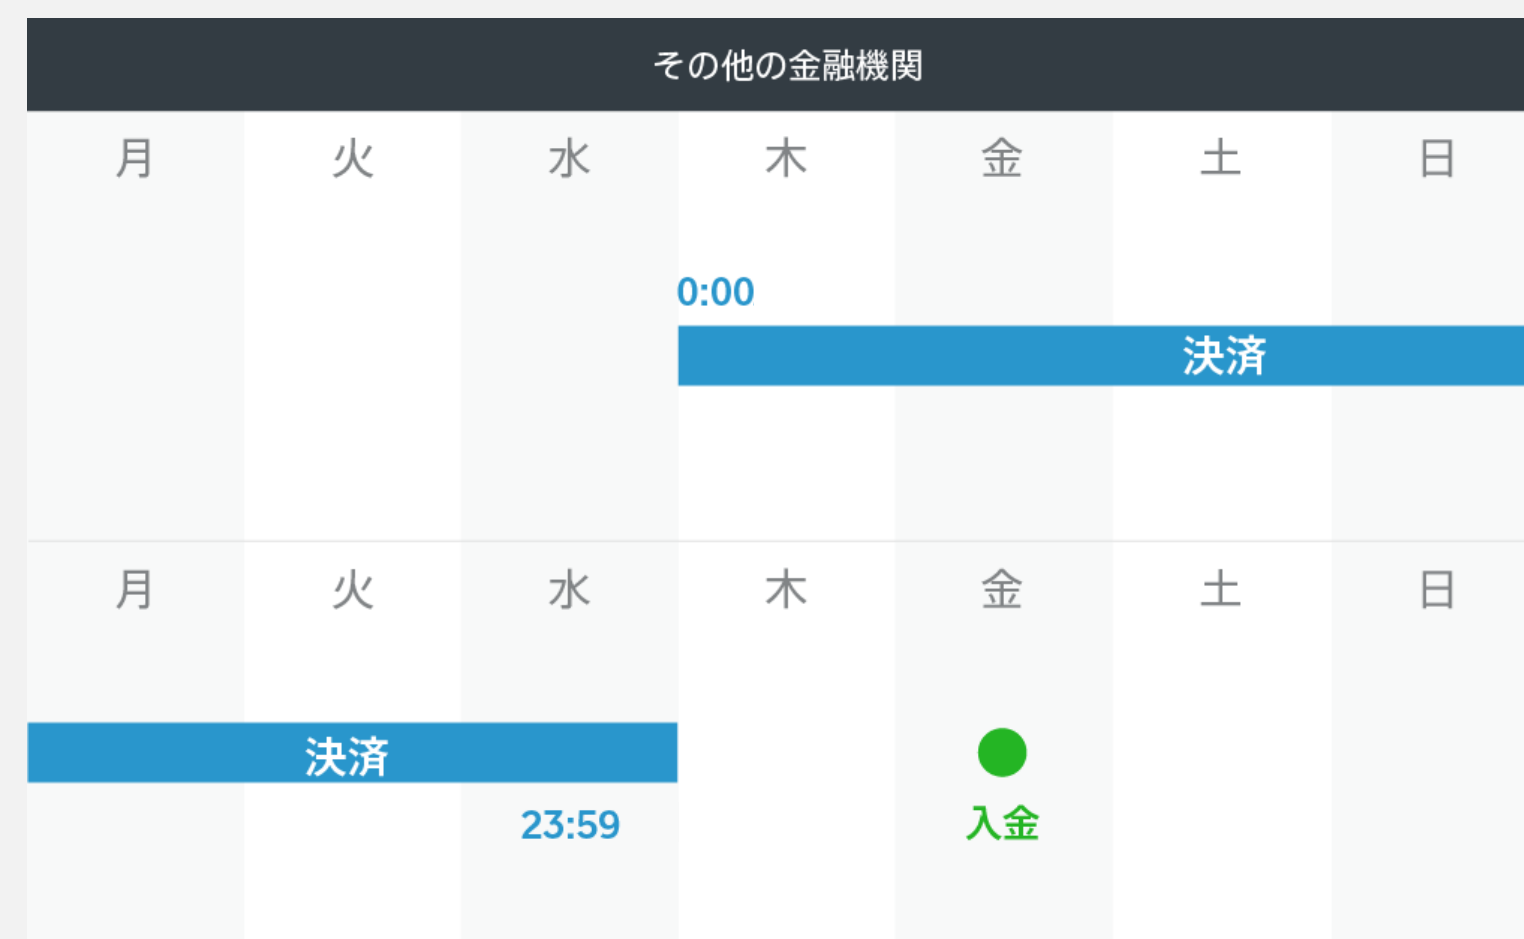 その他の金融機関
月 火 水 木 金 土 日
0:00
決済
月 火 水 木 金 土 日
決済
23:59
入金